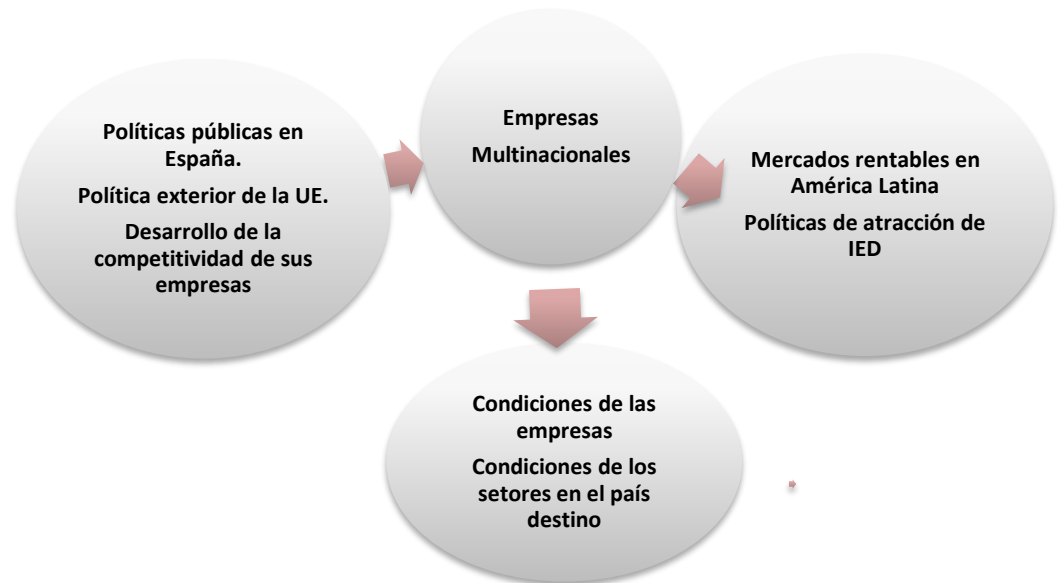 Políticas públicas en
España.
Política exterior de la UE.
Desarrollo de la
competitividad de sus
empresas
Empresas
Multinacionales
Mercados rentables en
América Latina
Políticas de atracción de
IED
Condiciones de las
empresas
Condiciones de los
setores en el país
destino